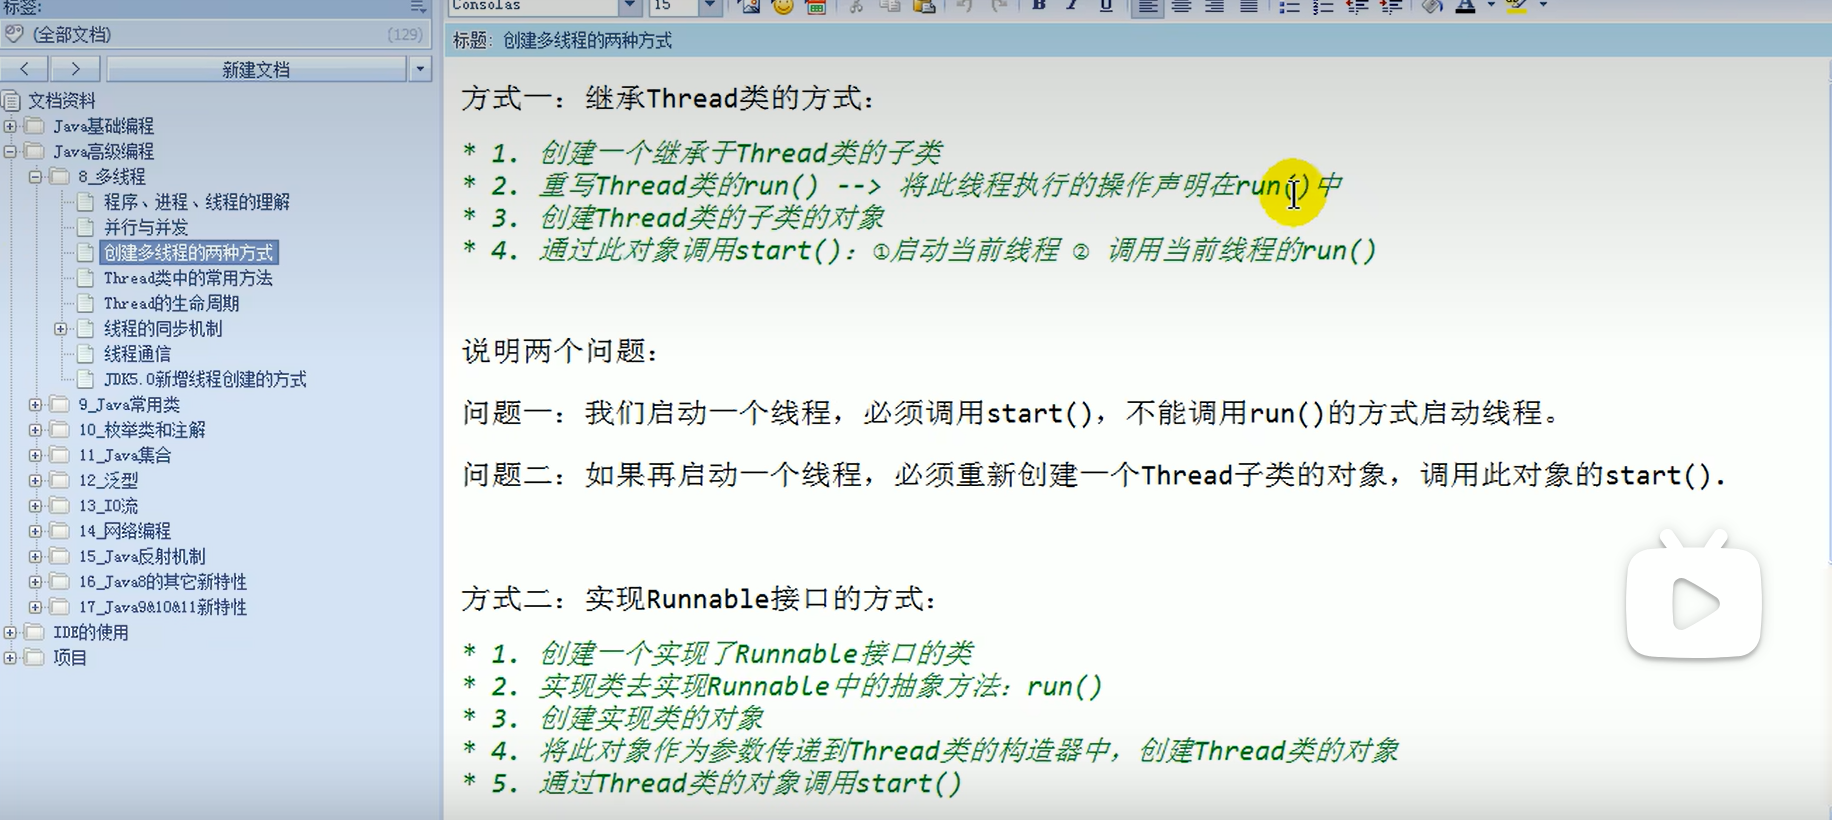 标签:
Consolas
15
B I U
A
(全部文档)
(129)
标题: 创建多线程的两种方式
新建文档
文档资料
Java基础编程
Java高级编程
8_多线程
程序、进程、线程的理解
并行与并发
创建多线程的两种方式
Thread类中的常用方法
Thread的生命周期
线程的同步机制
线程通信
JDK5.0新增线程创建的方式
9_Java常用类
10_枚举类和注解
11_Java集合
12_泛型
13_IO流
14_网络编程
15_Java反射机制
16_Java8的其它新特性
17_Java9&10&11新特性
IDE的使用
项目
方式一：继承Thread类的方式：
* 1. 创建一个继承于Thread类的子类
* 2. 重写Thread类的run() --> 将此线程执行的操作声明在run()中
* 3. 创建Thread类的子类的对象
* 4. 通过此对象调用start()：①启动当前线程 ② 调用当前线程的run()
说明两个问题：
问题一：我们启动一个线程，必须调用start()，不能调用run()的方式启动线程。
问题二：如果再启动一个线程，必须重新创建一个Thread子类的对象，调用此对象的start().
方式二：实现Runnable接口的方式：
* 1. 创建一个实现了Runnable接口的类
* 2. 实现类去实现Runnable中的抽象方法：run()
* 3. 创建实现类的对象
* 4. 将此对象作为参数传递到Thread类的构造器中，创建Thread类的对象
* 5. 通过Thread类的对象调用start()